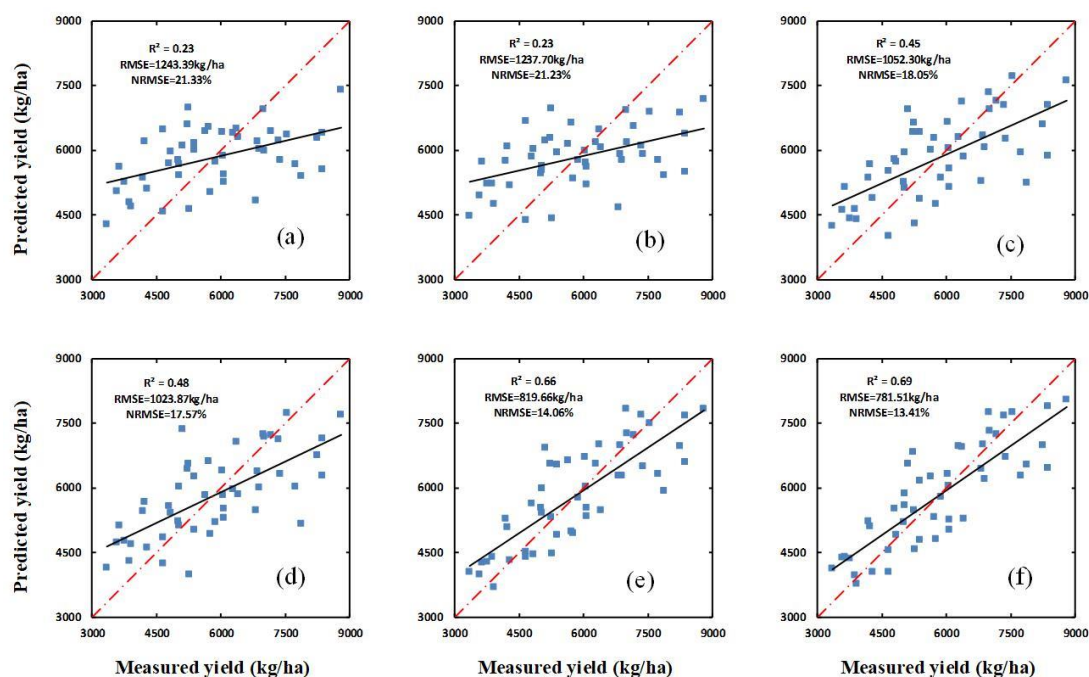 9000
7500
6000
4500
3000
Predicted yield (kg/ha)
R² = 0.23
RMSE=1243.39kg/ha
NRMSE=21.33%
(a)
3000 4500 6000 7500 9000
9000
7500
6000
4500
3000
R² = 0.23
RMSE=1237.70kg/ha
NRMSE=21.23%
(b)
3000 4500 6000 7500 9000
9000
7500
6000
4500
3000
R² = 0.45
RMSE=1052.30kg/ha
NRMSE=18.05%
(c)
3000 4500 6000 7500 9000
9000
7500
6000
4500
3000
Predicted yield (kg/ha)
R² = 0.48
RMSE=1023.87kg/ha
NRMSE=17.57%
(d)
3000 4500 6000 7500 9000
Measured yield (kg/ha)
9000
7500
6000
4500
3000
R² = 0.66
RMSE=819.66kg/ha
NRMSE=14.06%
(e)
3000 4500 6000 7500 9000
Measured yield (kg/ha)
9000
7500
6000
4500
3000
R² = 0.69
RMSE=781.51kg/ha
NRMSE=13.41%
(f)
3000 4500 6000 7500 9000
Measured yield (kg/ha)